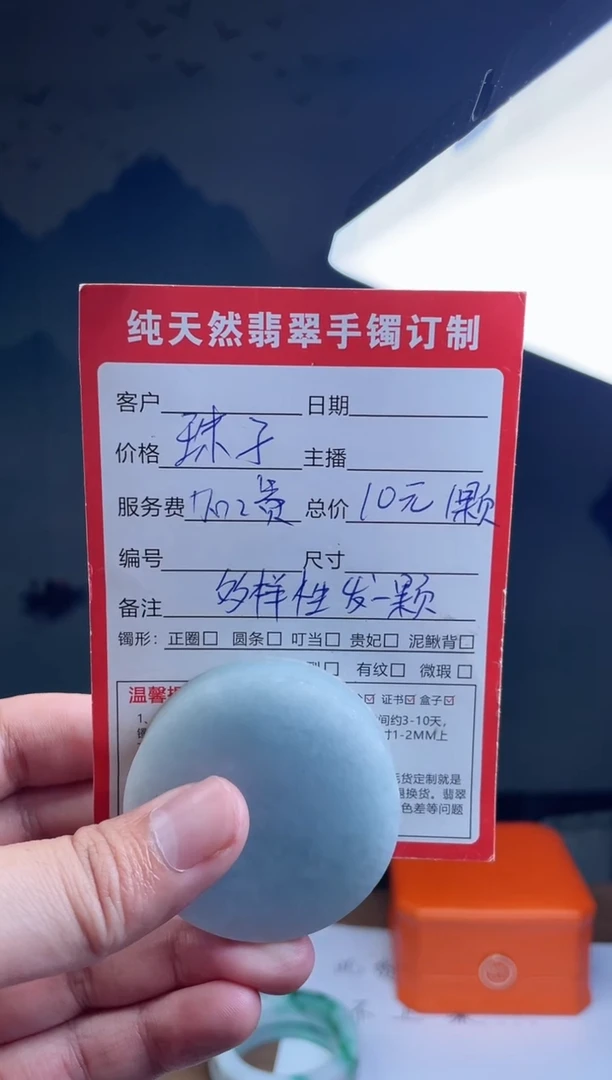 纯天然翡翠手镯订制
客户 日期
价格 珠子 主播
服务费 加工费 总价 10元1颗
编号 尺寸
备注 多样性发一颗
镯形：正圈□ 圆条□ 叮当□ 贵妃□ 泥鳅背□
□ 有纹□ 微瑕□
温馨 证书☑ 盒子☑
1、 间约3-10天，
寸1-2MM上
货定制就是
退换货。翡翠
色差等问题